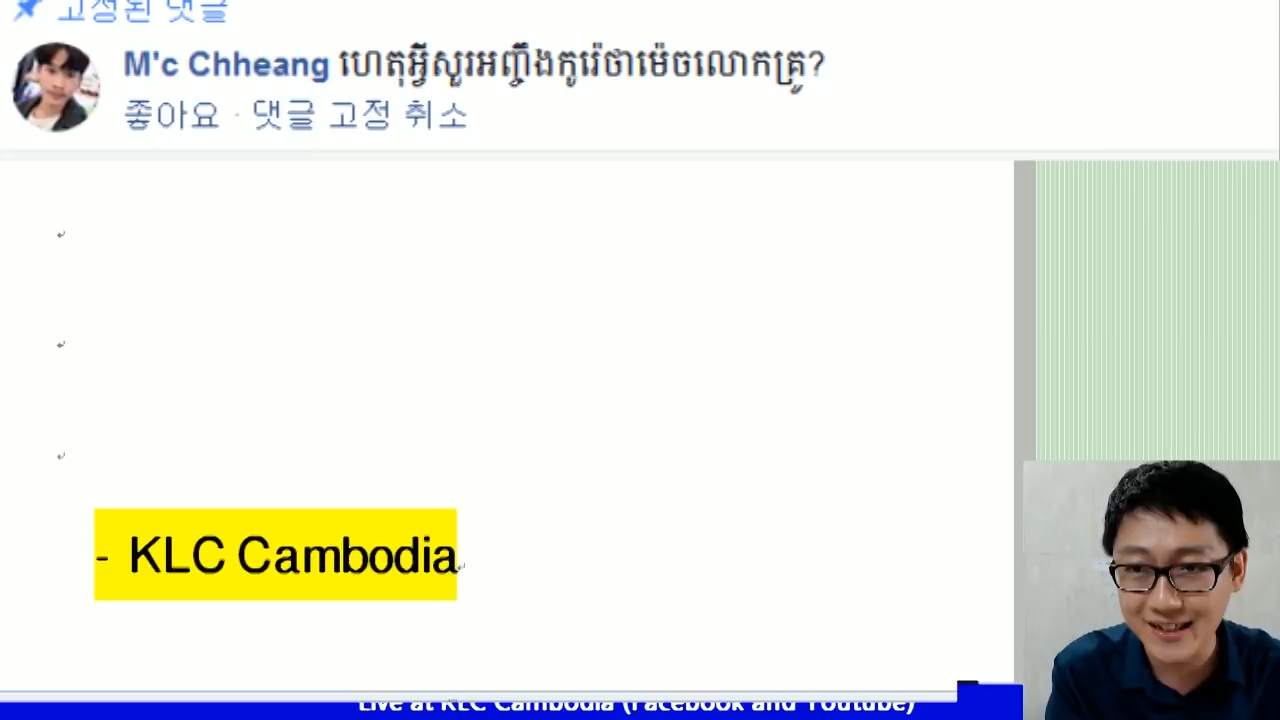 고정된 댓글
M'c Chheang ហេតុអ្វីសួរអញ្ចឹងកូរ៉េថាម៉េចលោកគ្រូ?
좋아요 · 댓글 고정 취소
- KLC Cambodia
Live at KLC Cambodia (Facebook and Youtube)